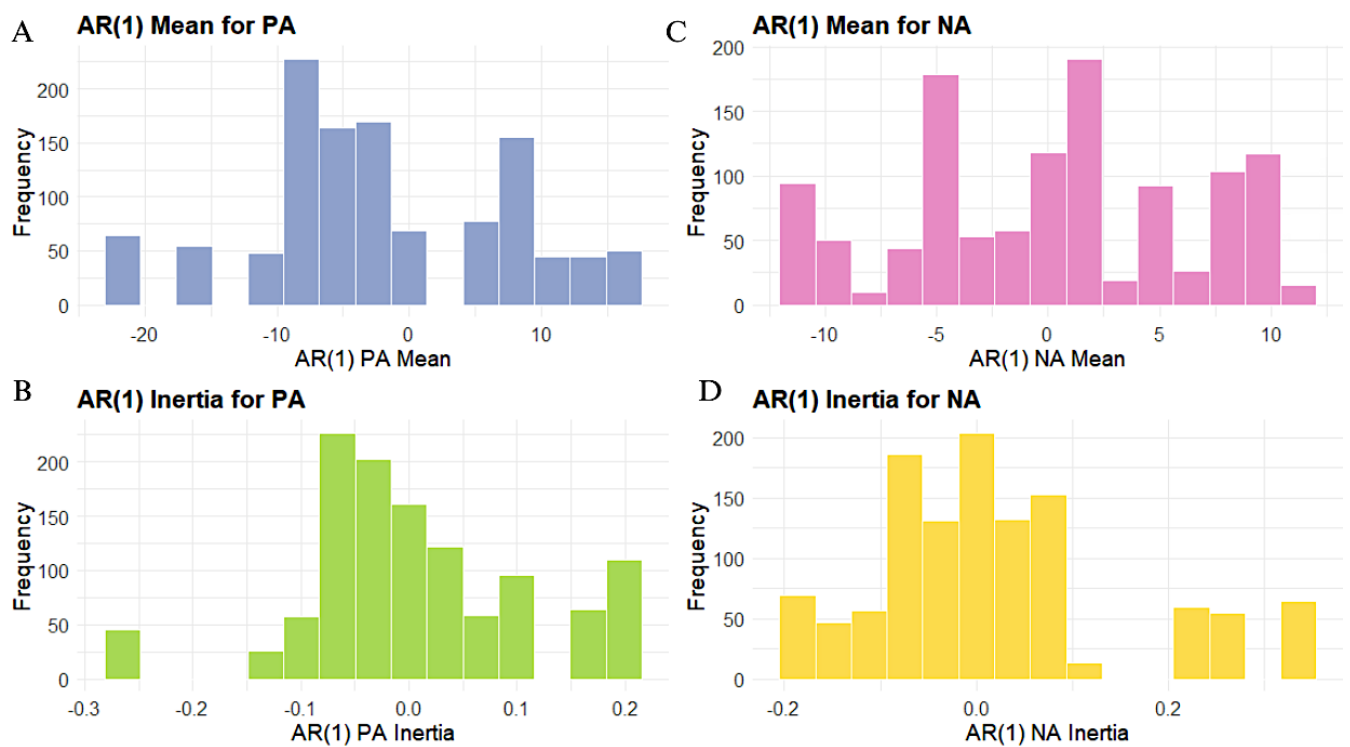 A
AR(1) Mean for PA
Frequency
200
150
100
50
0
-20
-10
0
10
AR(1) PA Mean
C
AR(1) Mean for NA
Frequency
200
150
100
50
0
-10
-5
0
5
10
AR(1) NA Mean
B
AR(1) Inertia for PA
Frequency
200
150
100
50
0
-0.3
-0.2
-0.1
0.0
0.1
0.2
AR(1) PA Inertia
D
AR(1) Inertia for NA
Frequency
200
150
100
50
0
-0.2
0.0
0.2
AR(1) NA Inertia